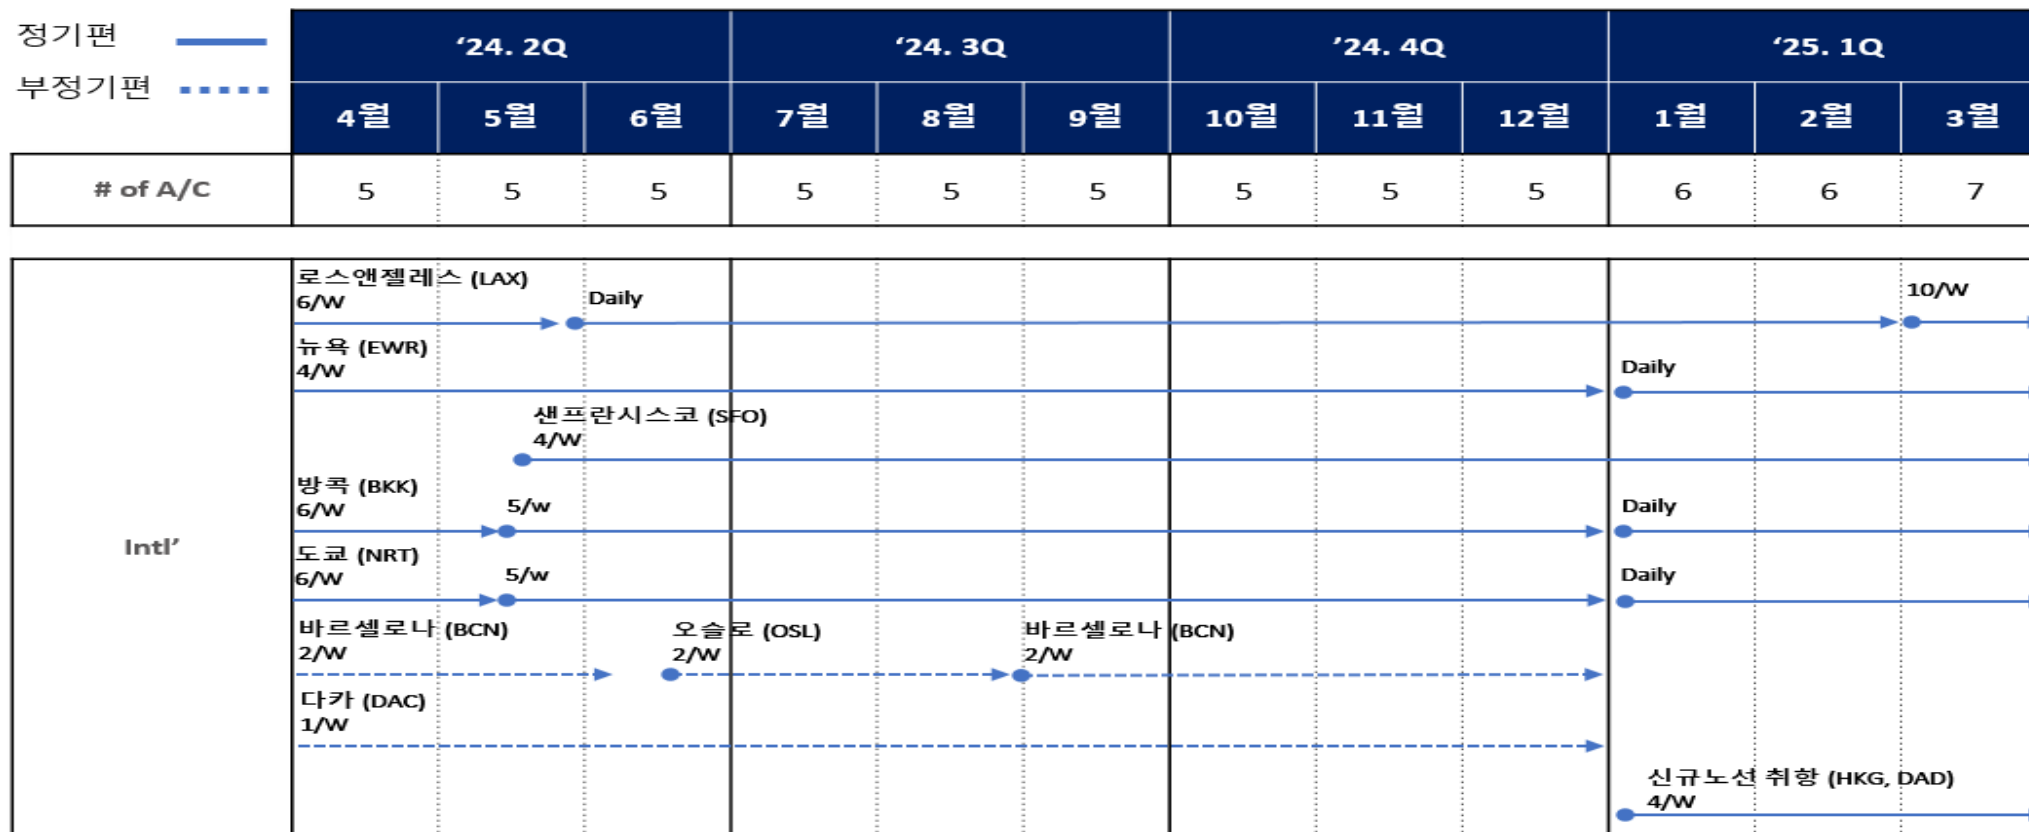 정기편
부정기편
‘24. 2Q ‘24. 3Q ’24. 4Q ‘25. 1Q
4월 5월 6월 7월 8월 9월 10월 11월 12월 1월 2월 3월
# of A/C 5 5 5 5 5 5 5 5 5 6 6 7
Intl’
로스앤젤레스 (LAX)
6/W Daily 10/W
뉴욕 (EWR)
4/W Daily
샌프란시스코 (SFO)
4/W
방콕 (BKK)
6/W 5/w Daily
도쿄 (NRT)
6/W 5/w Daily
바르셀로나 (BCN) 오슬로 (OSL) 바르셀로나 (BCN)
2/W 2/W 2/W
다카 (DAC)
1/W
신규노선 취항 (HKG, DAD)
4/W